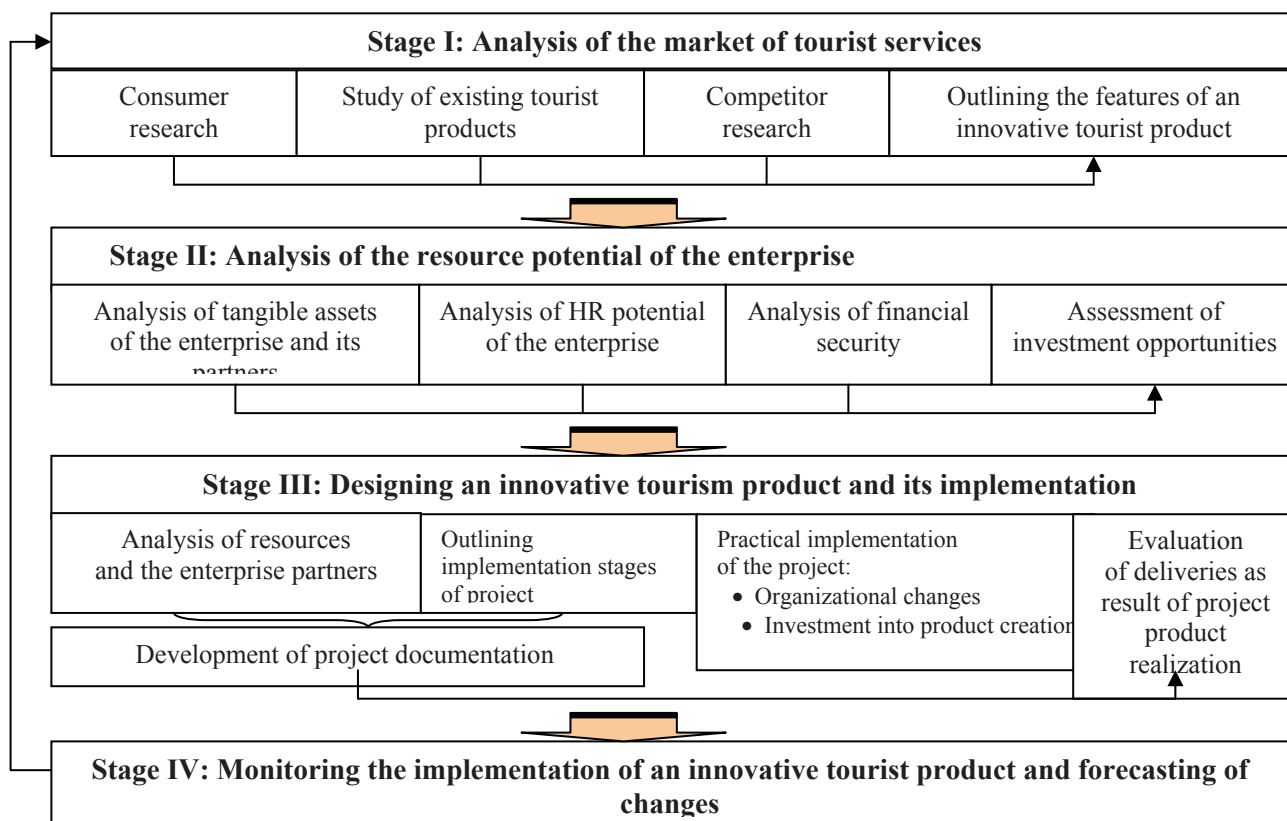 Stage I: Analysis of the market of tourist services
Consumer
research
Study of existing tourist
products
Competitor
research
Outlining the features of an
innovative tourist product
Stage II: Analysis of the resource potential of the enterprise
Analysis of tangible assets
of the enterprise and its
partners
Analysis of HR potential
of the enterprise
Analysis of financial
security
Assessment of
investment opportunities
Stage III: Designing an innovative tourism product and its implementation
Analysis of resources
and the enterprise partners
Outlining
implementation stages
of project
Practical implementation
of the project:
• Organizational changes
• Investment into product creation
Evaluation
of deliveries as
result of project
product
realization
Development of project documentation
Stage IV: Monitoring the implementation of an innovative tourist product and forecasting of
changes